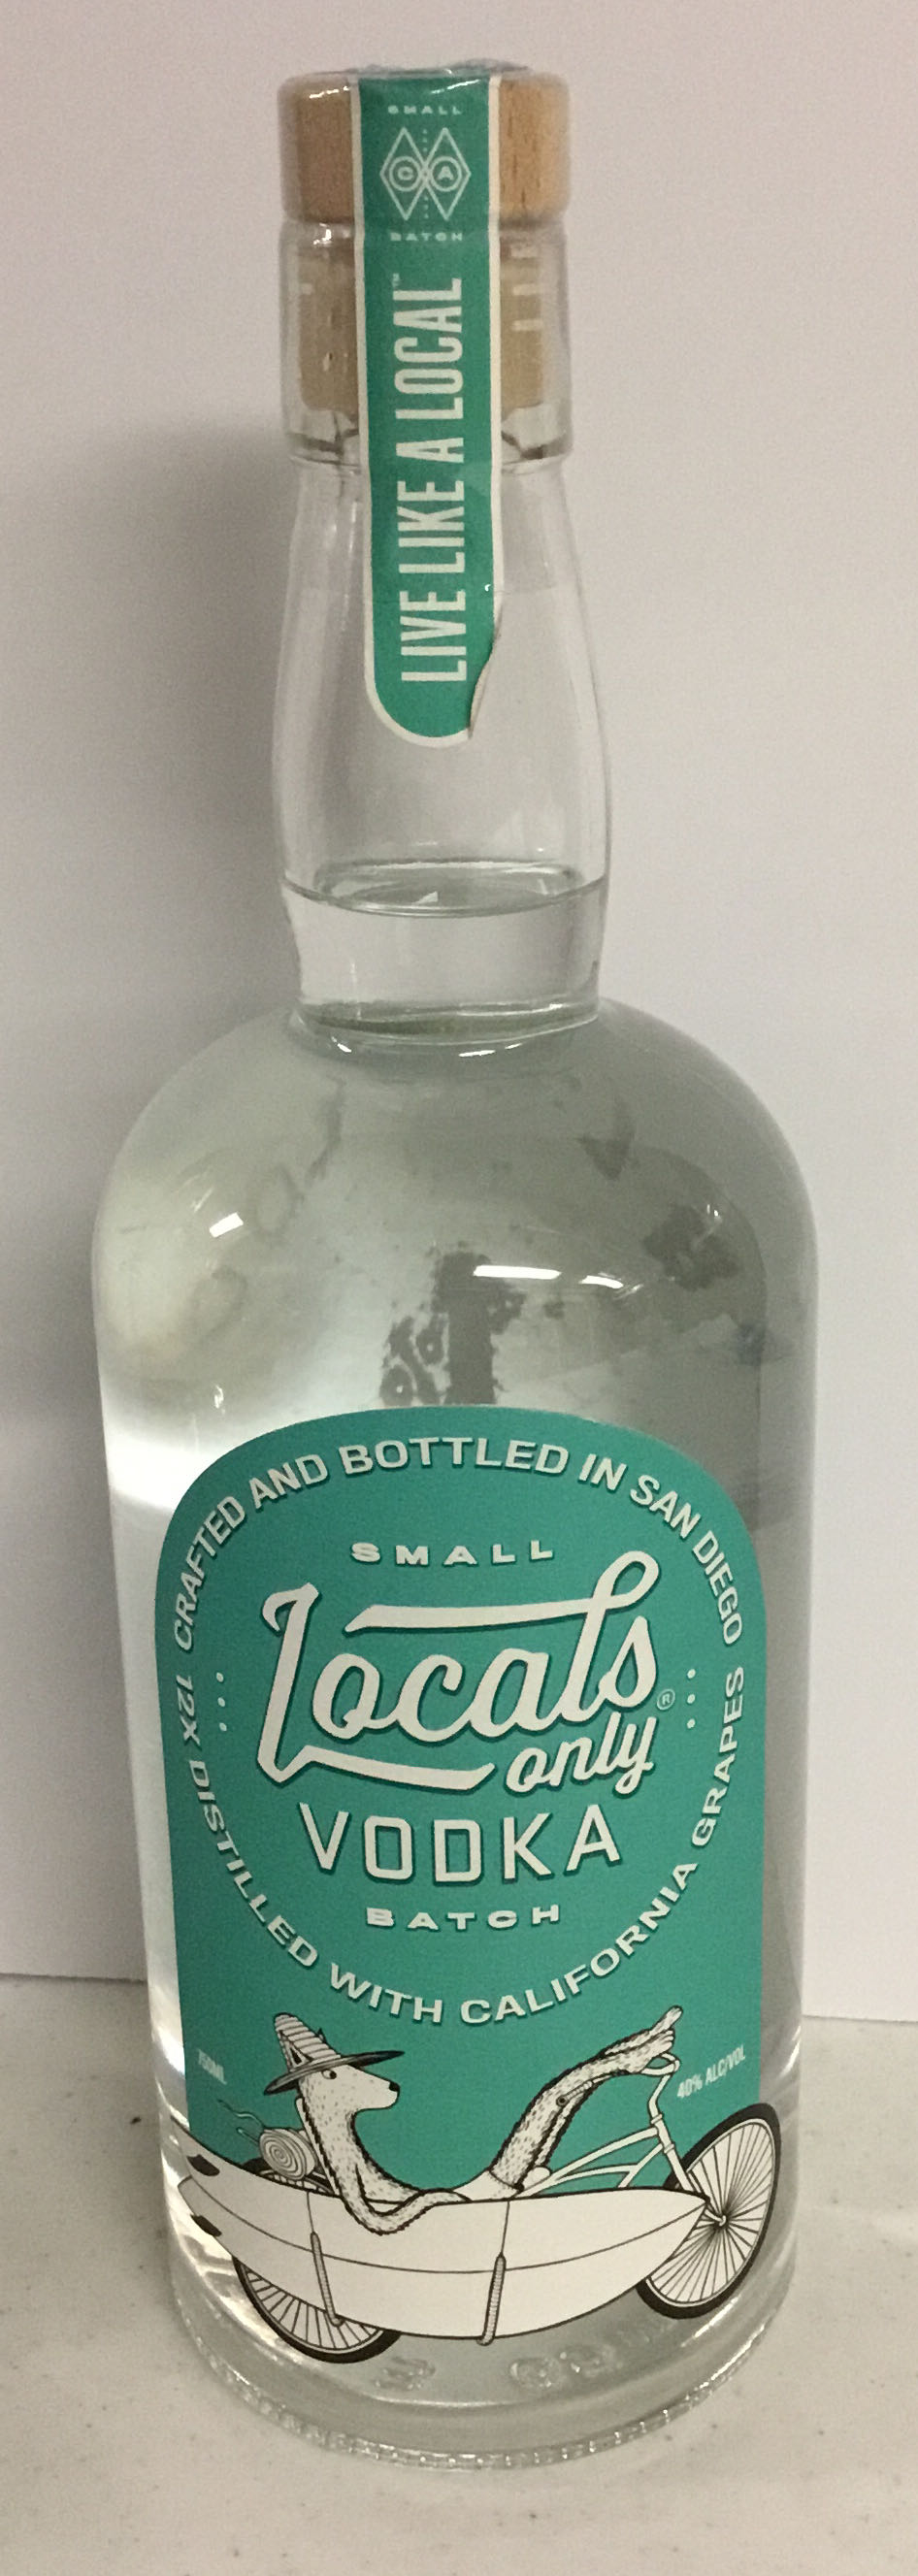 SMALL
CA
BATCH
LIVE LIKE A LOCAL™
CRAFTED AND BOTTLED IN SAN DIEGO
SMALL
Locals
only®
VODKA
BATCH
12X DISTILLED WITH CALIFORNIA GRAPES
750ML
40% ALC/VOL